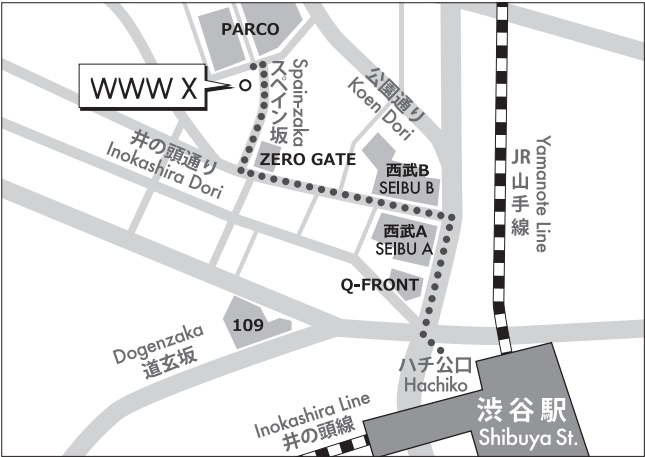 PARCO
WWW X
スペイン坂
Spain-zaka
公園通り
Koen Dori
井の頭通り
Inokashira Dori
ZERO GATE
西武B
SEIBU B
Yamanote Line
JR山手線
西武A
SEIBU A
Q-FRONT
109
Dogenzaka
道玄坂
ハチ公口
Hachiko
Inokashira Line
井の頭線
渋谷駅
Shibuya St.